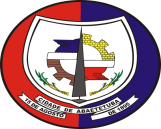 CIDADE DE ABAETETUBA
15 DE AGOSTO
DE 1895